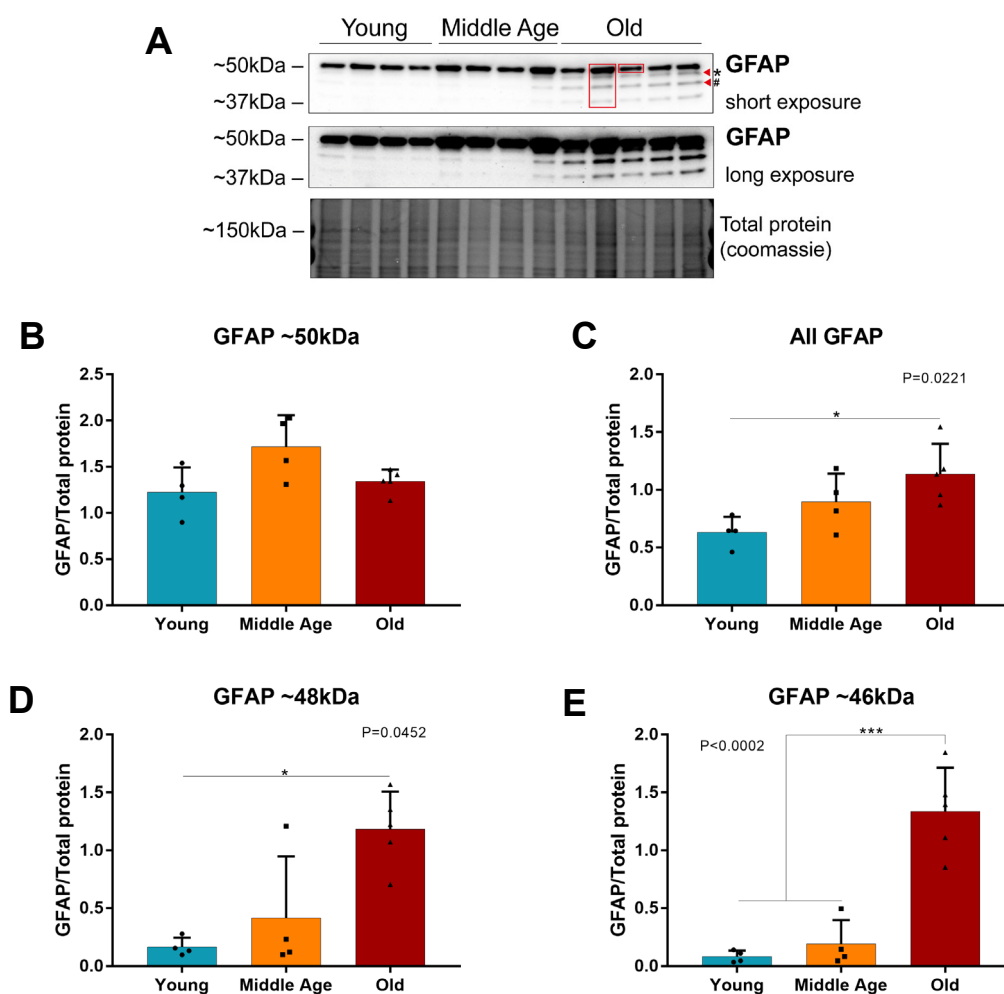 A
Young Middle Age Old
~50kDa – GFAP
*
#
~37kDa – short exposure
~50kDa – GFAP
~37kDa – long exposure
~150kDa – Total protein
(coomassie)
B
GFAP ~50kDa
GFAP/Total protein
2.5
2.0
1.5
1.0
0.5
0.0
Young Middle Age Old
C
All GFAP
P=0.0221
*
GFAP/Total protein
2.0
1.5
1.0
0.5
0.0
Young Middle Age Old
D
GFAP ~48kDa
P=0.0452
*
GFAP/Total protein
2.0
1.5
1.0
0.5
0.0
Young Middle Age Old
E
GFAP ~46kDa
P<0.0002
***
GFAP/Total protein
2.0
1.5
1.0
0.5
0.0
Young Middle Age Old